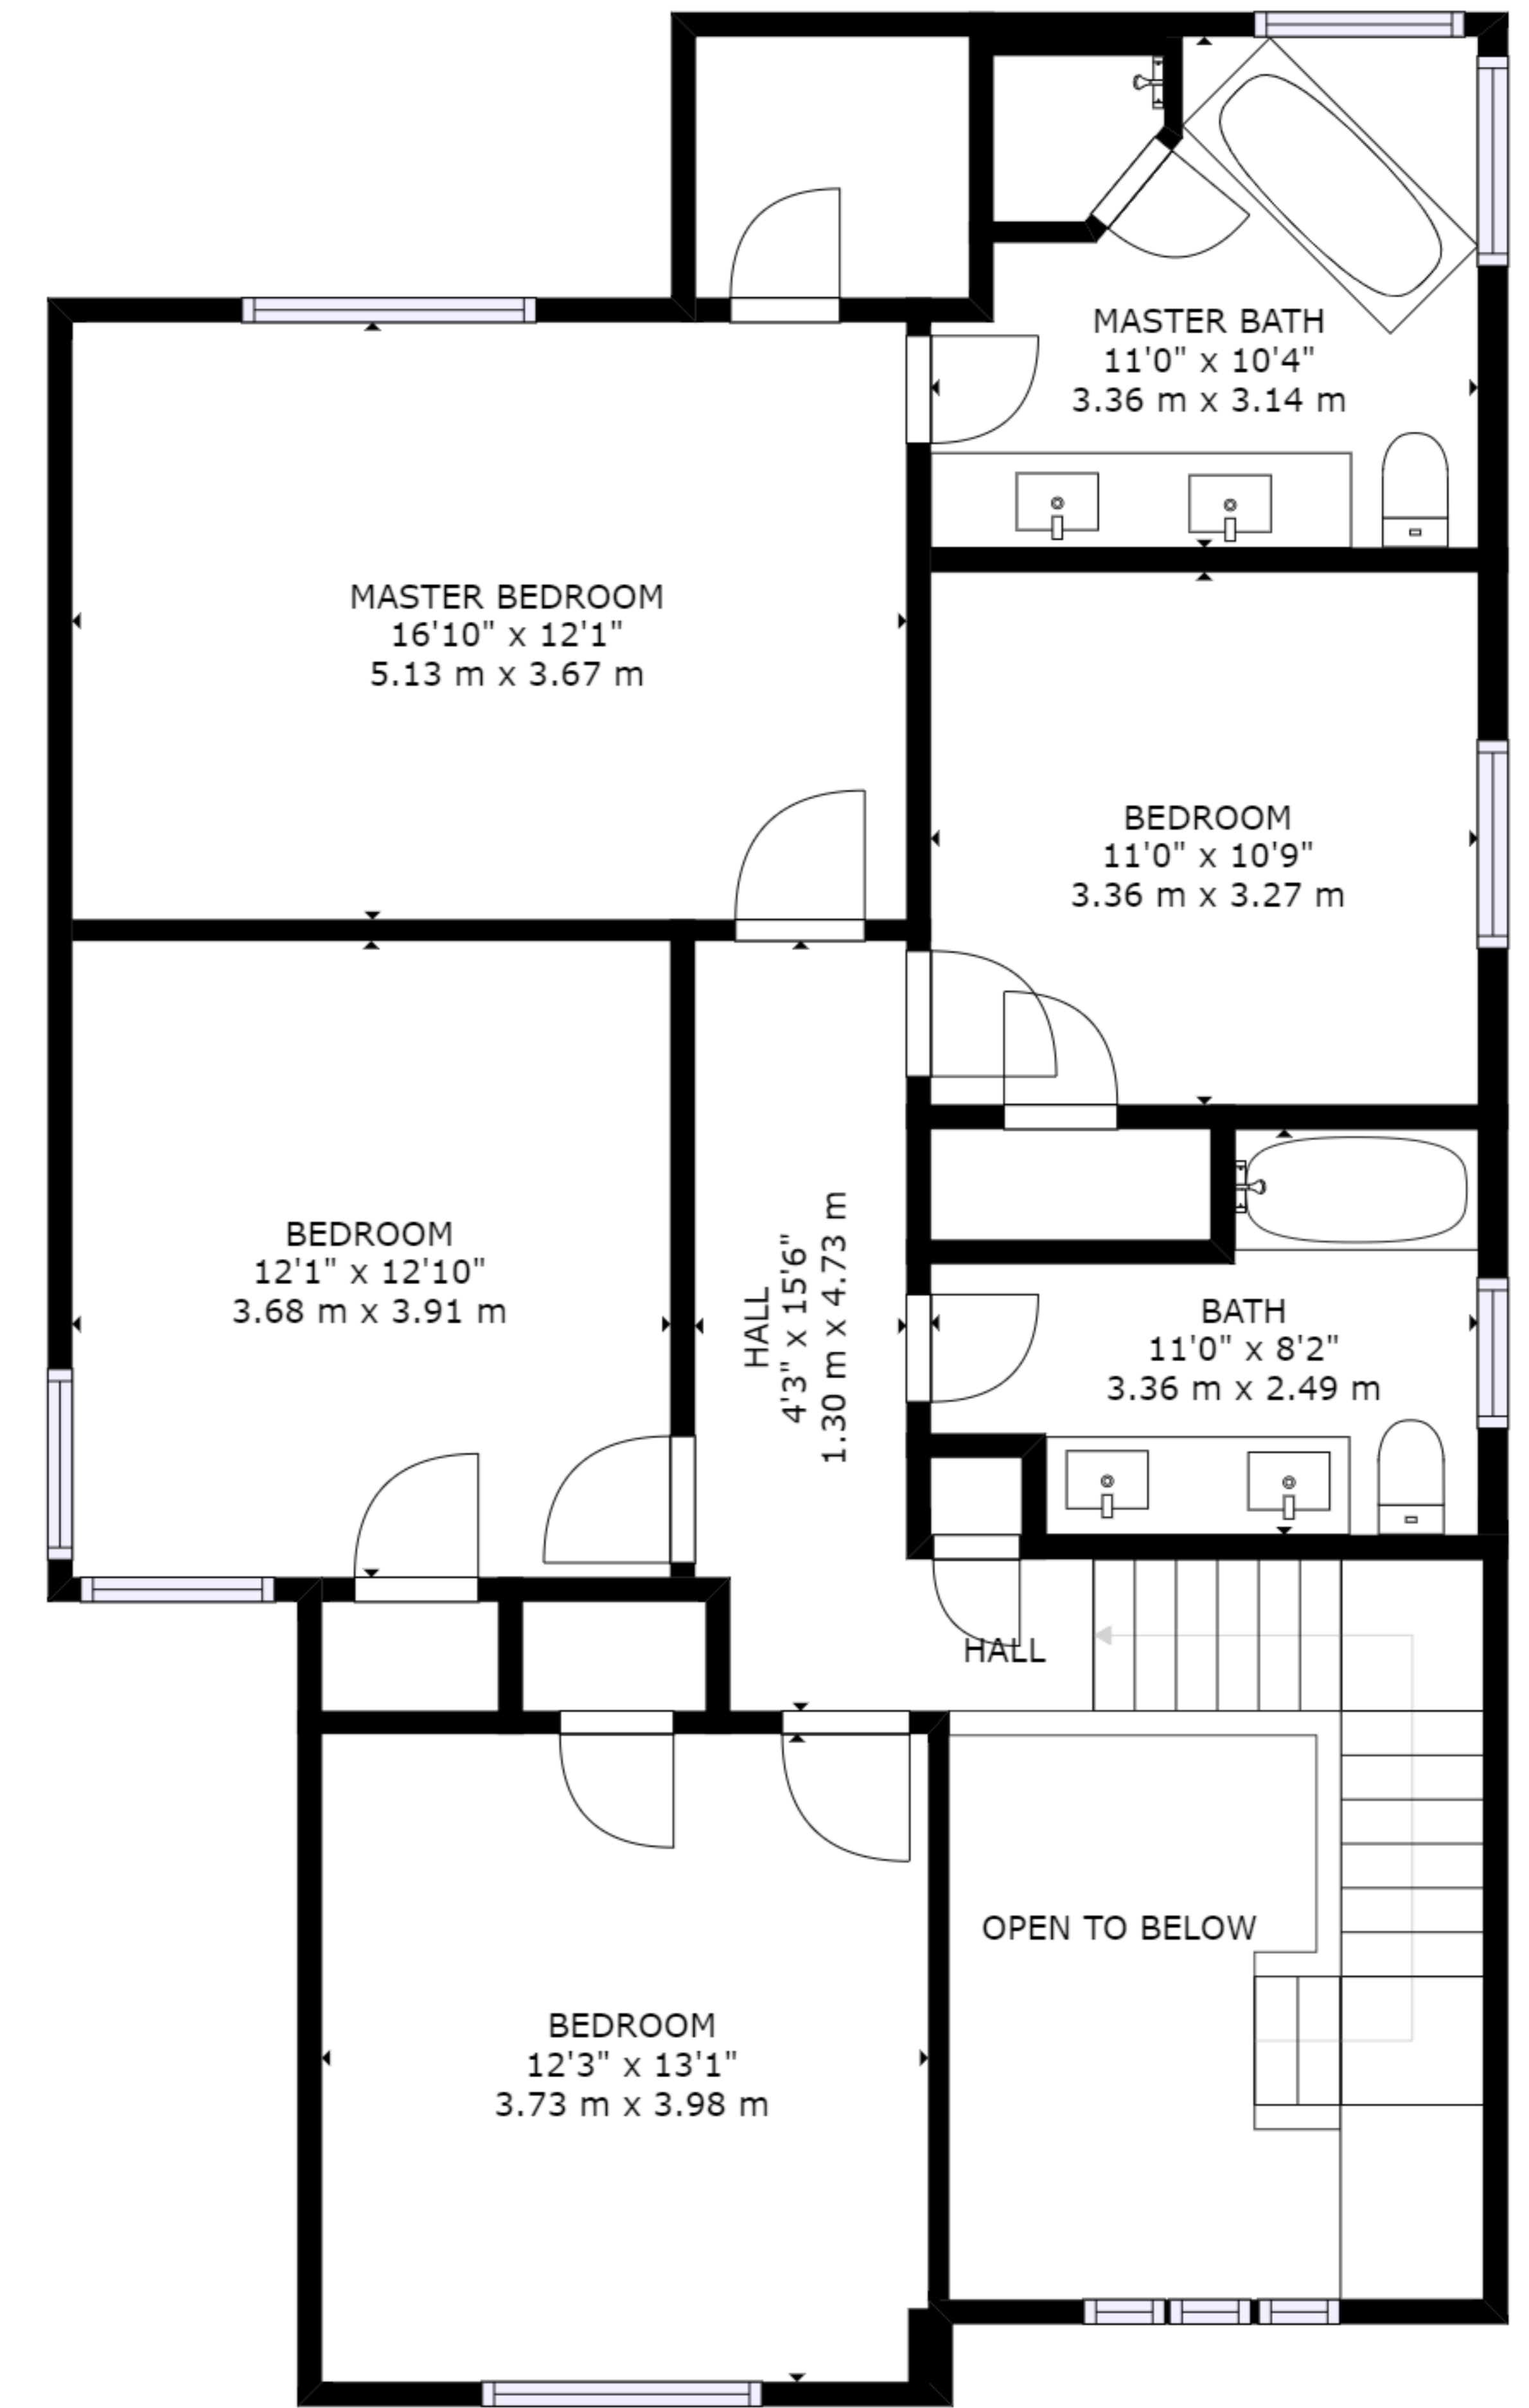 MASTER BATH
11'0" x 10'4"
3.36 m x 3.14 m
MASTER BEDROOM
16'10" x 12'1"
5.13 m x 3.67 m
BEDROOM
11'0" x 10'9"
3.36 m x 3.27 m
BEDROOM
12'1" x 12'10"
3.68 m x 3.91 m
HALL
4'3" x 15'6"
1.30 m x 4.73 m
BATH
11'0" x 8'2"
3.36 m x 2.49 m
HALL
OPEN TO BELOW
BEDROOM
12'3" x 13'1"
3.73 m x 3.98 m